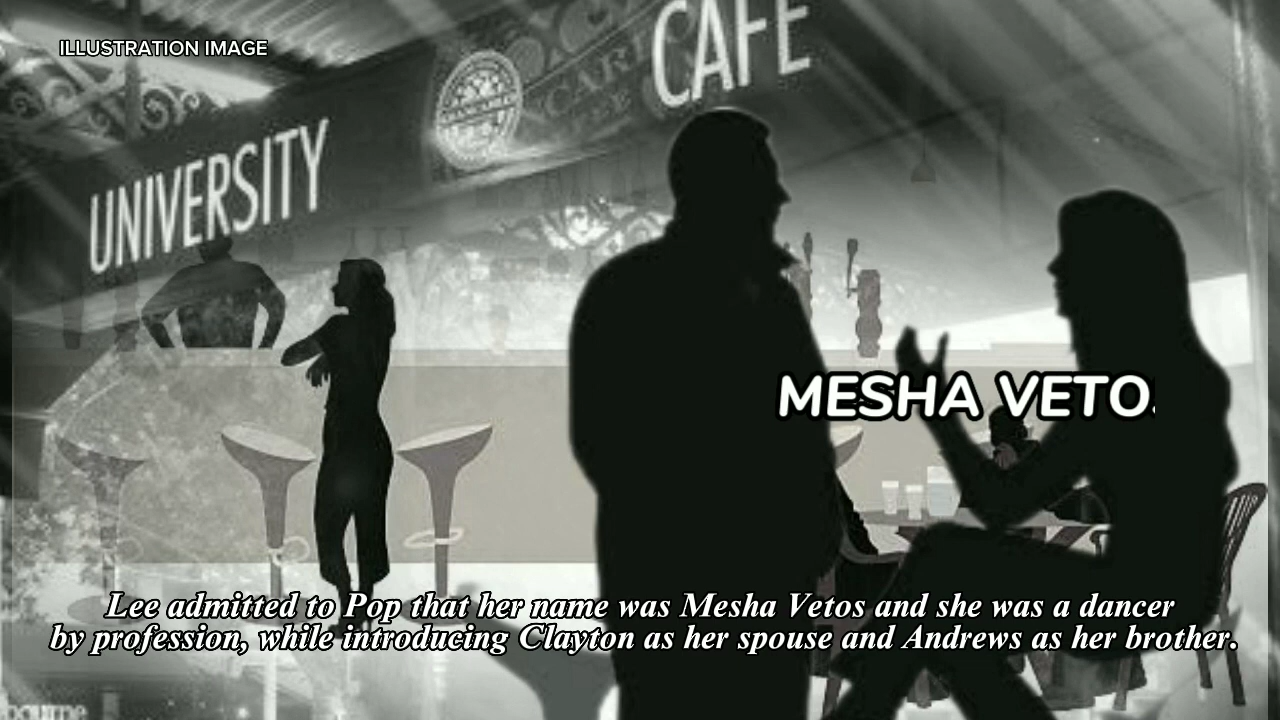 ILLUSTRATION IMAGE
CAFE
UNIVERSITY
MESHA VETO
Lee admitted to Pop that her name was Mesha Vetos and she was a dancer
by profession, while introducing Clayton as her spouse and Andrews as her brother.